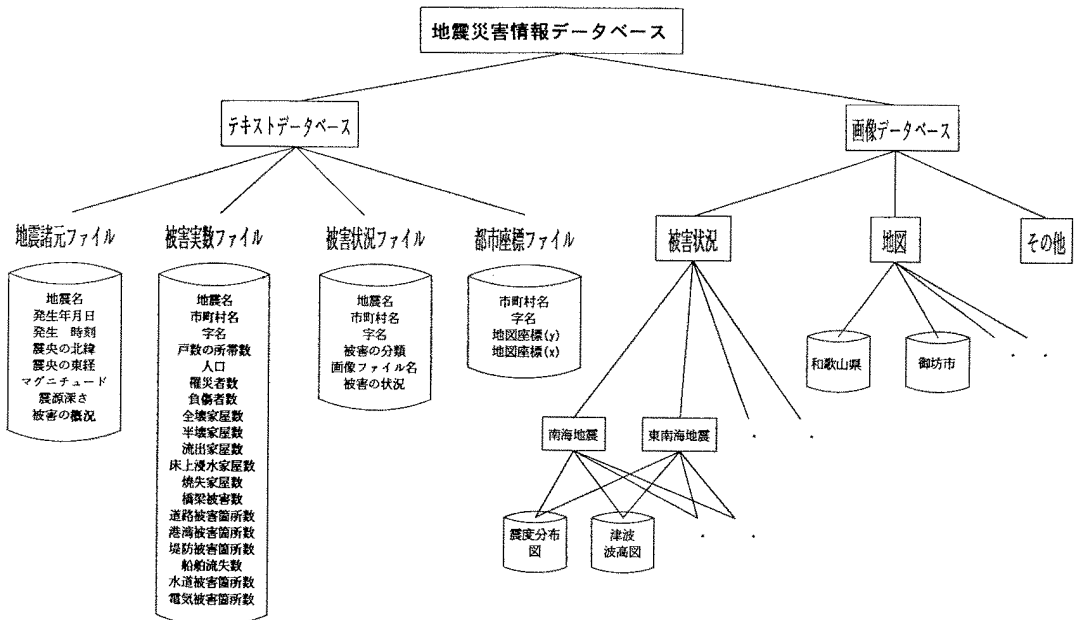 地震災害情報データベース
テキストデータベース
画像データベース
地震諸元ファイル
被害実数ファイル
被害状況ファイル
都市座標ファイル
被害状況
地図
その他
地震名
発生年月日
発生 時刻
震央の北緯
震央の東経
マグニチュード
震源深さ
被害の概況
地震名
市町村名
字名
戸数の所帯数
人口
罹災者数
負傷者数
全壊家屋数
半壊家屋数
流出家屋数
床上浸水家屋数
焼失家屋数
橋梁被害数
道路被害箇所数
港湾被害箇所数
堤防被害箇所数
船舶流失数
水道被害箇所数
電気被害箇所数
地震名
市町村名
字名
被害の分類
画像ファイル名
被害の状況
市町村名
字名
地図座標(y)
地図座標(x)
和歌山県
御坊市
南海地震
東南海地震
震度分布
図
津波
波高図